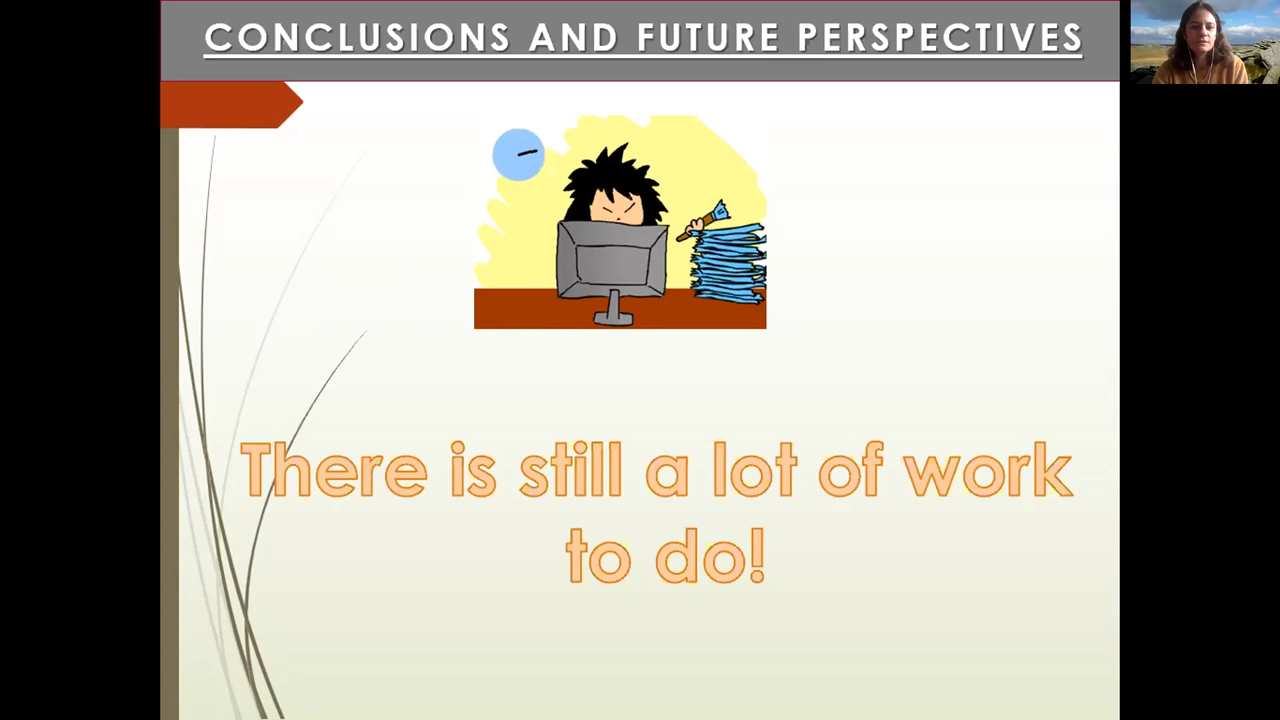 CONCLUSIONS AND FUTURE PERSPECTIVES
There is still a lot of work
to do!